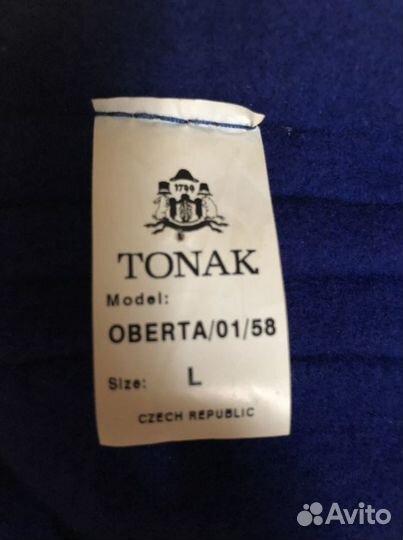 1799
TONAK
Model:
OBERTA/01/58
Size: L
CZECH REPUBLIC
Avito